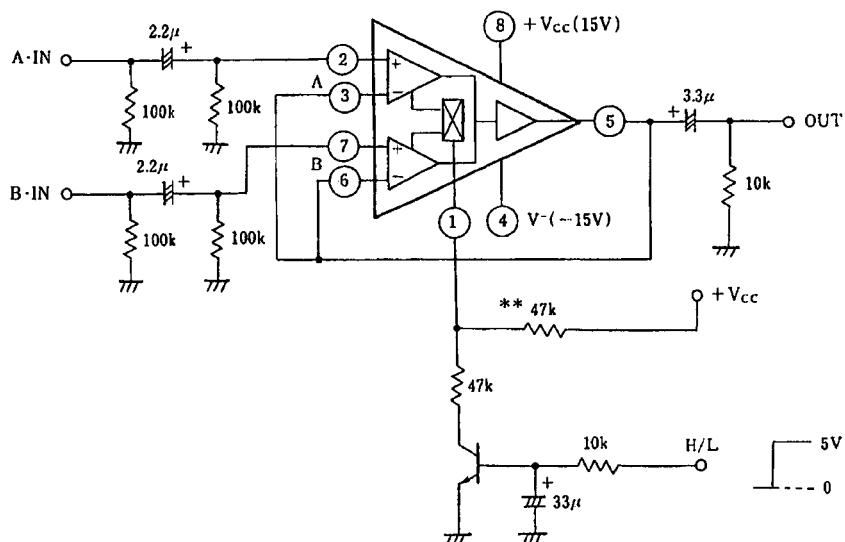 8 +Vcc(15V)
2.2μ +
A·IN 2 +
3.3μ
A 3 −
100k 100k
5 + OUT
7 +
2.2μ B
B·IN + 6 −
10k
1 4 V-(−15V)
100k 100k
** 47k +Vcc
47k
10k H/L 5V
+ 33μ 0